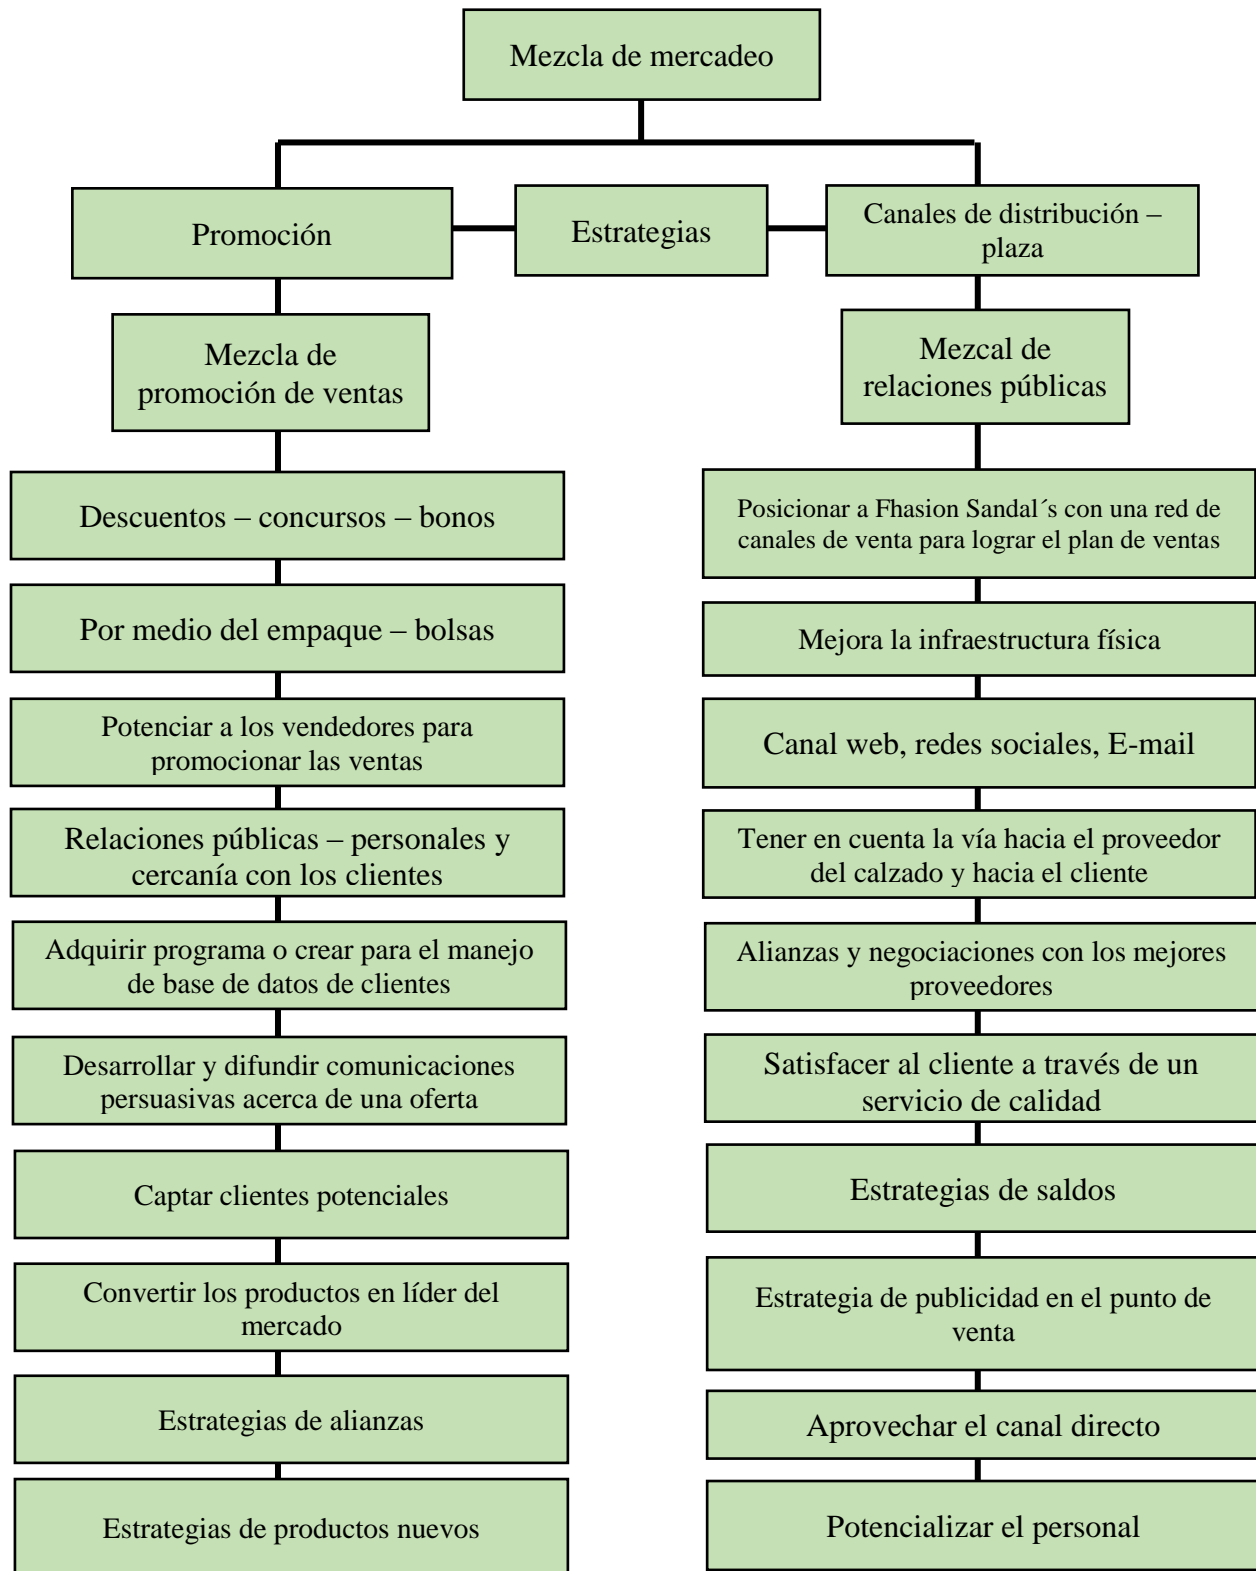 Mezcla de mercadeo
Promoción
Estrategias
Canales de distribución –
plaza
Mezcla de
promoción de ventas
Mezcal de
relaciones públicas
Descuentos – concursos – bonos
Por medio del empaque – bolsas
Potenciar a los vendedores para
promocionar las ventas
Relaciones públicas – personales y
cercanía con los clientes
Adquirir programa o crear para el manejo
de base de datos de clientes
Desarrollar y difundir comunicaciones
persuasivas acerca de una oferta
Captar clientes potenciales
Convertir los productos en líder del
mercado
Estrategias de alianzas
Estrategias de productos nuevos
Posicionar a Fhasion Sandal´s con una red de
canales de venta para lograr el plan de ventas
Mejora la infraestructura física
Canal web, redes sociales, E-mail
Tener en cuenta la vía hacia el proveedor
del calzado y hacia el cliente
Alianzas y negociaciones con los mejores
proveedores
Satisfacer al cliente a través de un
servicio de calidad
Estrategias de saldos
Estrategia de publicidad en el punto de
venta
Aprovechar el canal directo
Potencializar el personal